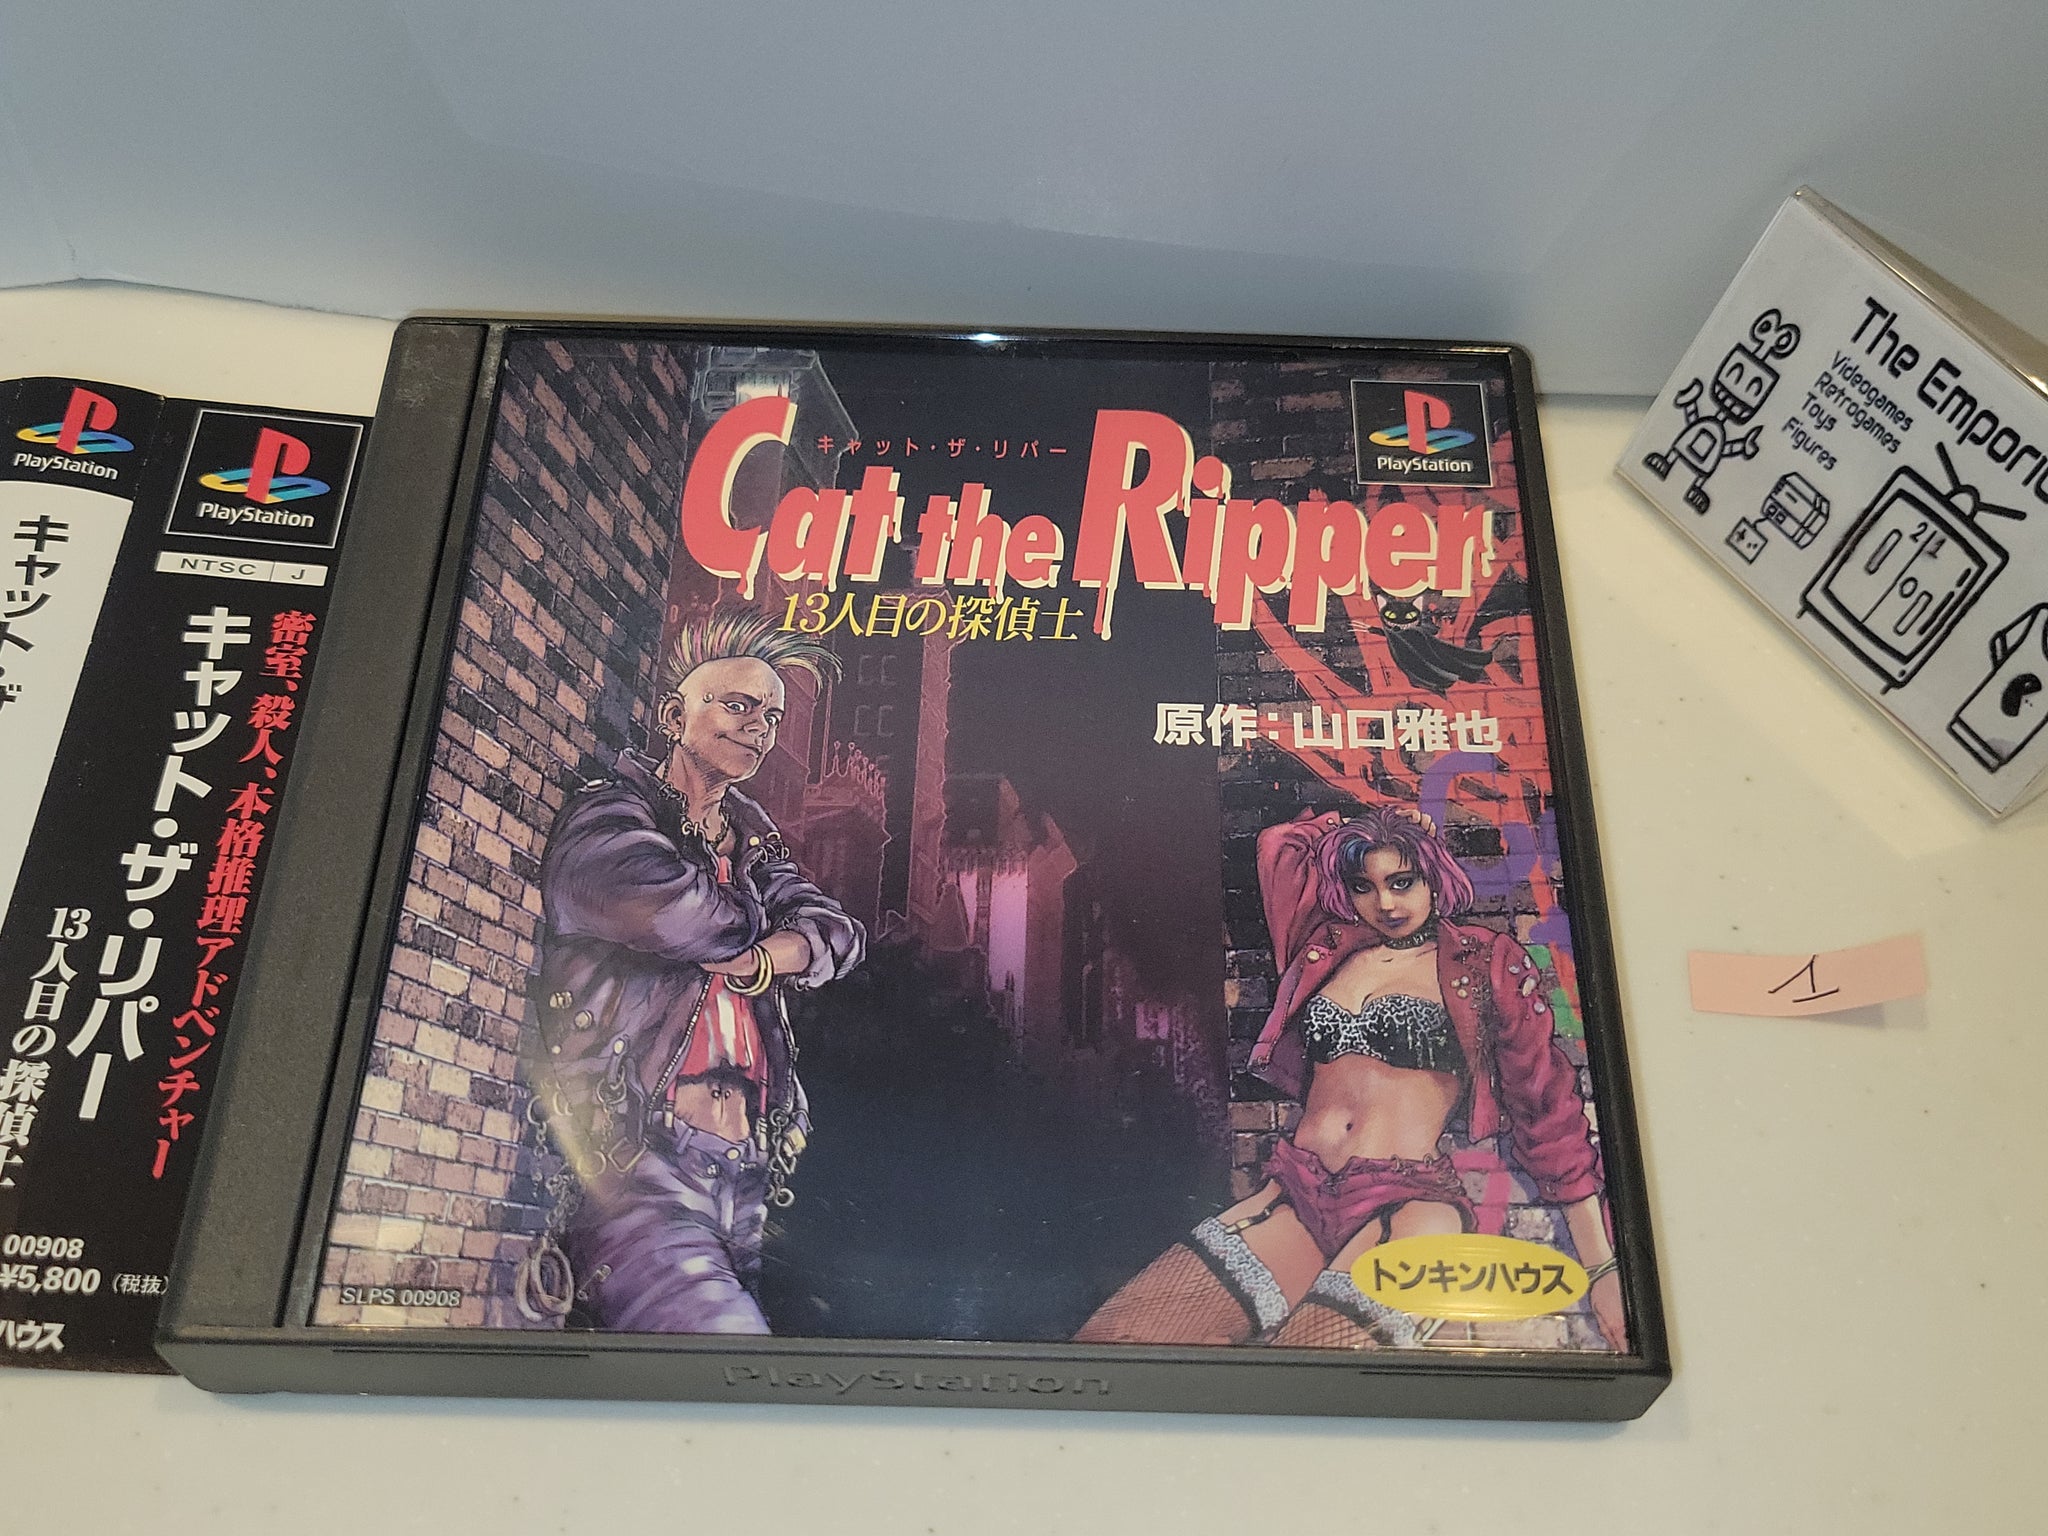 PlayStation
キャット・ザ
00908
¥5,800 (税抜)
ハウス
PlayStation
NTSC J
密室、殺人、本格推理アドベンチャー
キャット・ザ・リパー
13人目の探偵士
キャット・ザ・リパー
Cat the Ripper
13人目の探偵士
PlayStation
原作：山口雅也
トンキンハウス
SLPS 00908
PlayStation
The Emporiu
Videogames
Retrogames
Toys
Figures
2 1
1